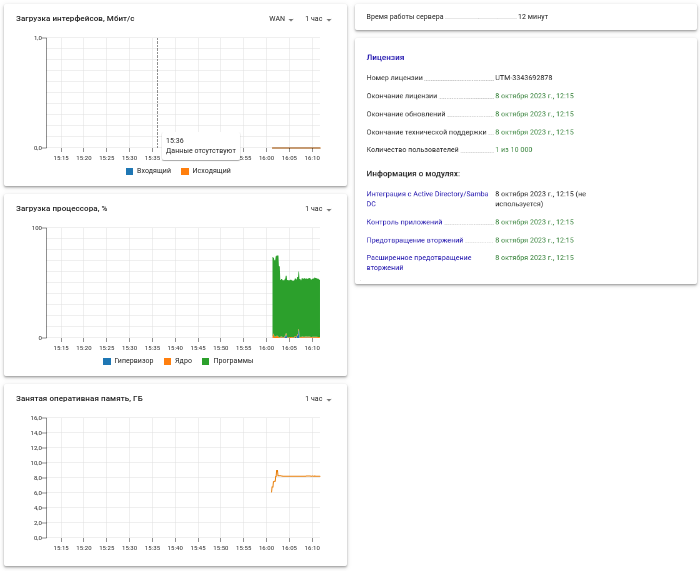 Загрузка интерфейсов, Мбит/с WAN 1 час
1,0
0,0
15:36
Данные отсутствуют
15:15 15:20 15:25 15:30 15:35 5:55 16:00 16:05 16:10
Входящий Исходящий
Загрузка процессора, % 1 час
100
0
15:15 15:20 15:25 15:30 15:35 15:40 15:45 15:50 15:55 16:00 16:05 16:10
Гипервизор Ядро Программы
Занятая оперативная память, ГБ 1 час
16,0
14,0
12,0
10,0
8,0
6,0
4,0
2,0
0,0
15:15 15:20 15:25 15:30 15:35 15:40 15:45 15:50 15:55 16:00 16:05 16:10
Время работы сервера 12 минут
Лицензия
Номер лицензии UTM-3343692878
Окончание лицензии 8 октября 2023 г., 12:15
Окончание обновлений 8 октября 2023 г., 12:15
Окончание технической поддержки 8 октября 2023 г., 12:15
Количество пользователей 1 из 10 000
Информация о модулях:
Интеграция с Active Directory/Samba DC 8 октября 2023 г., 12:15 (не используется)
Контроль приложений 8 октября 2023 г., 12:15
Предотвращение вторжений 8 октября 2023 г., 12:15
Расширенное предотвращение вторжений 8 октября 2023 г., 12:15